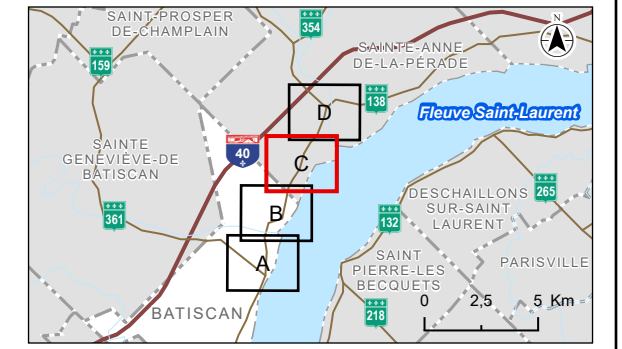 SAINT-PROSPER
DE-CHAMPLAIN
354
N
159
SAINTE-ANNE
DE-LA-PÉRADE
138
D
Fleuve Saint-Laurent
SAINTE
GENEVIÈVE-DE
BATISCAN
40
C
361
B
DESCHAILLONS
SUR-SAINT
LAURENT
265
132
A
SAINT
PIERRE-LES
BECQUETS
PARISVILLE
BATISCAN
218
0 2,5 5 Km